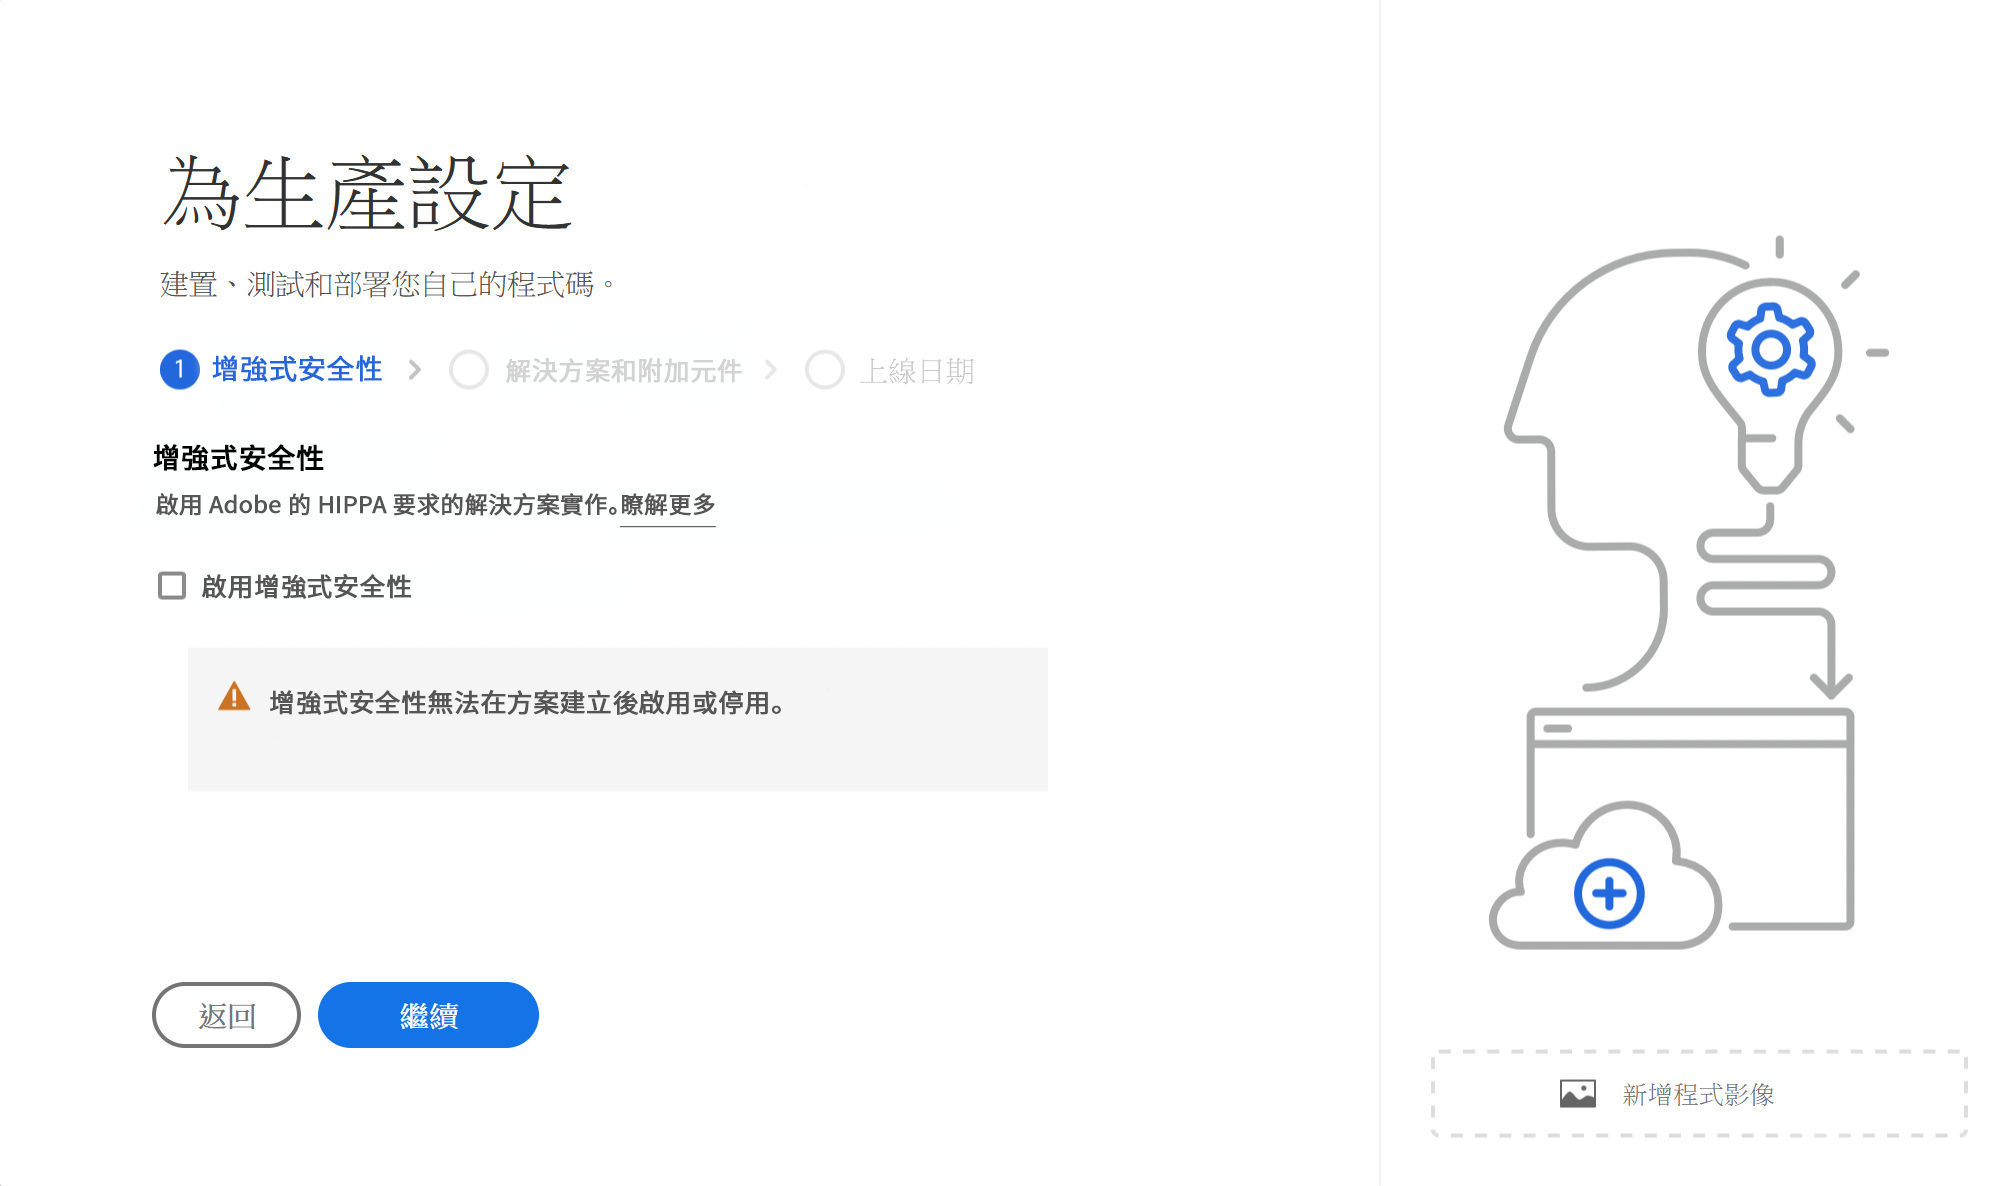 為生產設定
建置、測試和部署您自己的程式碼。
1 增強式安全性 解決方案和附加元件 上線日期
增強式安全性
啟用 Adobe 的 HIPPA 要求的解決方案實作。瞭解更多
啟用增強式安全性
增強式安全性無法在方案建立後啟用或停用。
返回 繼續
新增程式影像